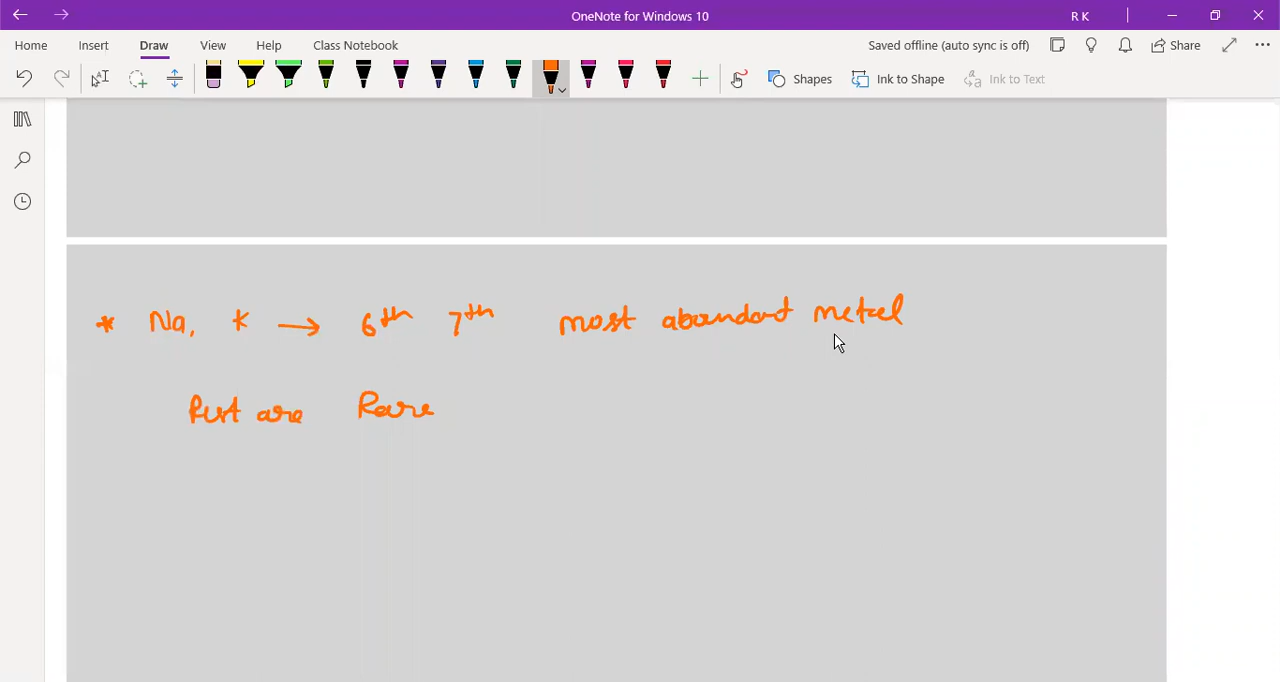 OneNote for Windows 10
R K
Home Insert Draw View Help Class Notebook
Saved offline (auto sync is off) Share
Shapes Ink to Shape Ink to Text
* Na, K → 6th 7th most abundant metal
Rest are Rare